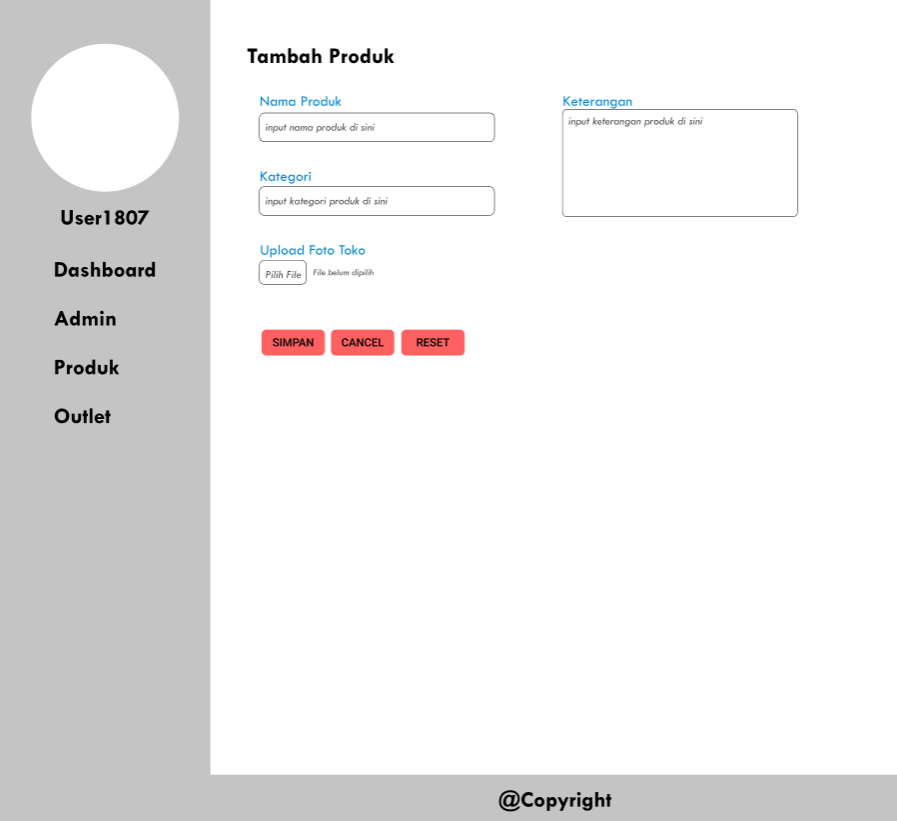 User1807
Dashboard
Admin
Produk
Outlet
Tambah Produk
Nama Produk
input nama produk di sini
Kategori
input kategori produk di sini
Upload Foto Toko
Pilih File File belum dipilih
Keterangan
input keterangan produk di sini
SIMPAN CANCEL RESET
@Copyright